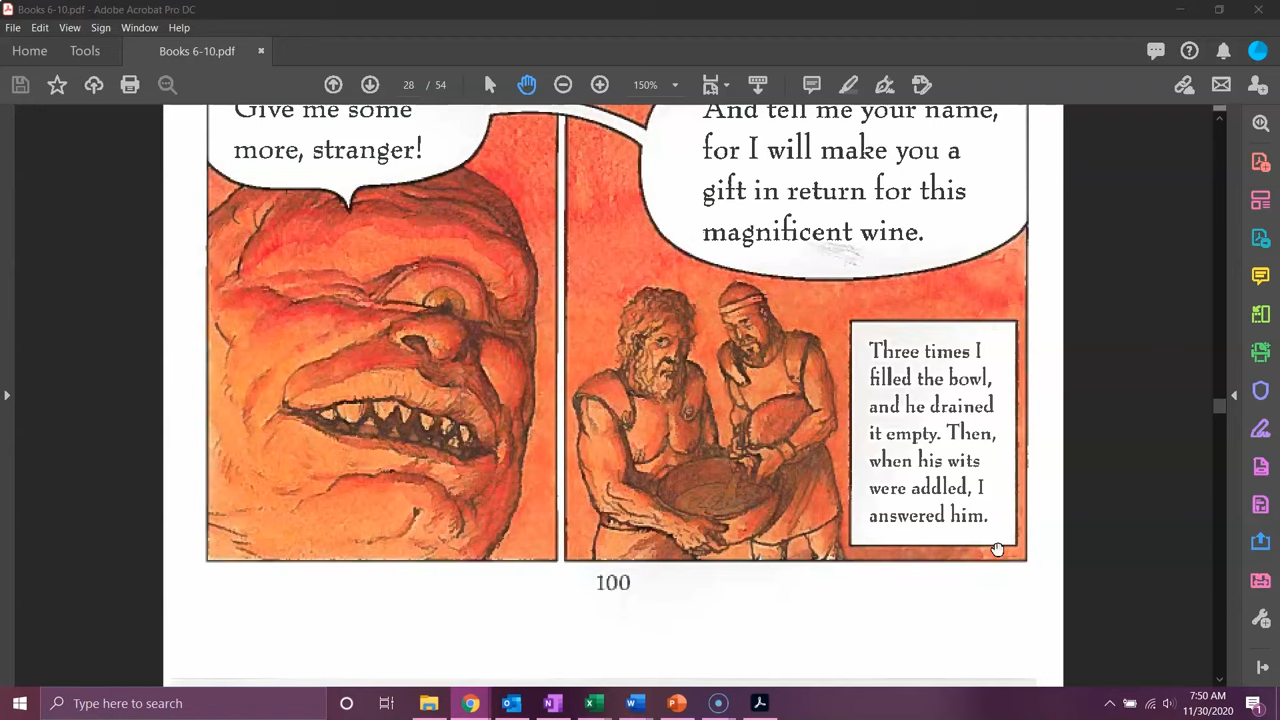 Books 6-10.pdf - Adobe Acrobat Pro DC
File Edit View Sign Window Help
Home Tools Books 6-10.pdf ×
28 / 54 150%
Give me some
more, stranger!
And tell me your name,
for I will make you a
gift in return for this
magnificent wine.
Three times I
filled the bowl,
and he drained
it empty. Then,
when his wits
were addled, I
answered him.
100
Type here to search
7:50 AM
11/30/2020
1